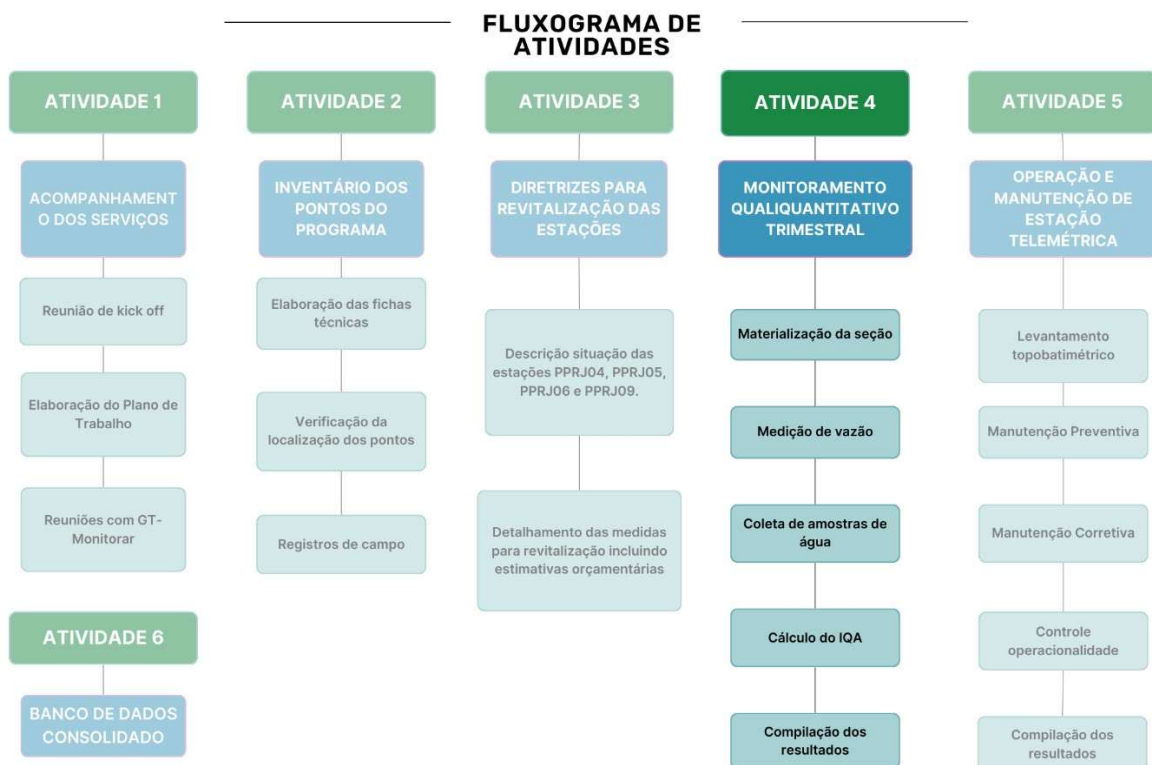 FLUXOGRAMA DE
ATIVIDADES
ATIVIDADE 1
ACOMPANHAMENT
O DOS SERVIÇOS
Reunião de kick off
Elaboração do Plano de
Trabalho
Reuniões com GT-
Monitorar
ATIVIDADE 6
BANCO DE DADOS
CONSOLIDADO
ATIVIDADE 2
INVENTÁRIO DOS
PONTOS DO
PROGRAMA
Elaboração das fichas
técnicas
Verificação da
localização dos pontos
Registros de campo
ATIVIDADE 3
DIRETRIZES PARA
REVITALIZAÇÃO DAS
ESTAÇÕES
Descrição situação das
estações PPRJ04, PPRJ05,
PPRJ06 e PPRJ09.
Detalhamento das medidas
para revitalização incluindo
estimativas orçamentárias
ATIVIDADE 4
MONITORAMENTO
QUALIQUANTITATIVO
TRIMESTRAL
Materialização da seção
Medição de vazão
Coleta de amostras de
água
Cálculo do IQA
Compilação dos
resultados
ATIVIDADE 5
OPERAÇÃO E
MANUTENÇÃO DE
ESTAÇÃO
TELEMÉTRICA
Levantamento
topobatimétrico
Manutenção Preventiva
Manutenção Corretiva
Controle
operacionalidade
Compilação dos
resultados